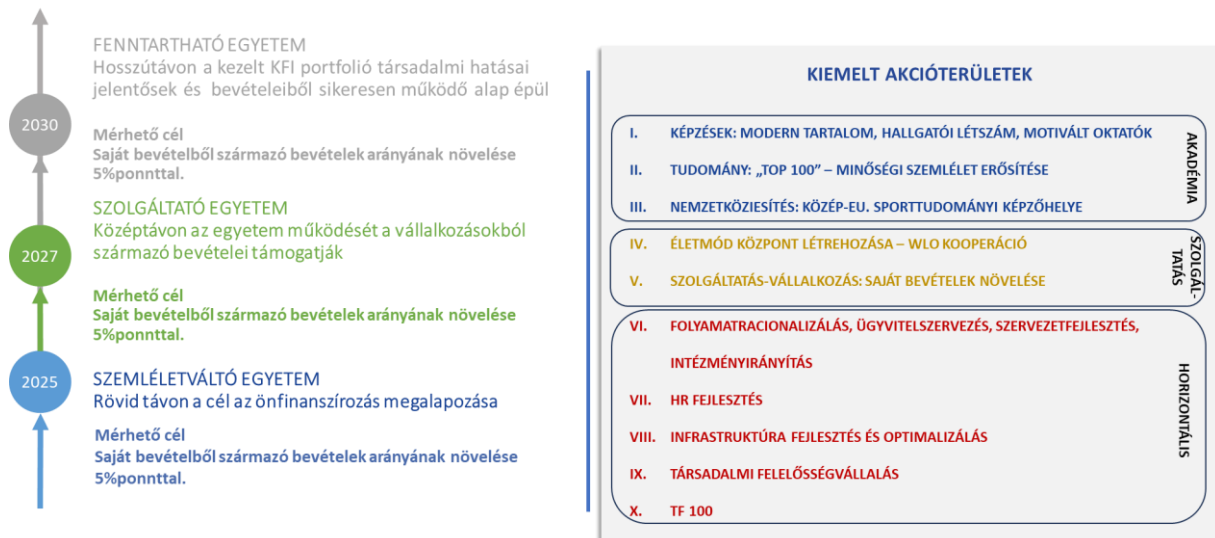 FENNTARTHATÓ EGYETEM
Hosszútávon a kezelt KFI portfolió társadalmi hatásai
jelentősek és bevételeiből sikeresen működő alap épül
2030
Mérhető cél
Saját bevételből származó bevételek arányának növelése
5%ponnttal.
SZOLGÁLTATÓ EGYETEM
Középtávon az egyetem működését a vállalkozásokból
származó bevételei támogatják
2027
Mérhető cél
Saját bevételből származó bevételek arányának növelése
5%ponnttal.
2025
SZEMLÉLETVÁLTÓ EGYETEM
Rövid távon a cél az önfinanszírozás megalapozása
Mérhető cél
Saját bevételből származó bevételek arányának növelése
5%ponnttal.
KIEMELT AKCIÓTERÜLETEK
I. KÉPZÉSEK: MODERN TARTALOM, HALLGATÓI LÉTSZÁM, MOTIVÁLT OKTATÓK
II. TUDOMÁNY: „TOP 100” – MINŐSÉGI SZEMLÉLET ERŐSÍTÉSE
III. NEMZETKÖZIESÍTÉS: KÖZÉP-EU. SPORTTUDOMÁNYI KÉPZŐHELYE
AKADÉMIA
IV. ÉLETMÓD KÖZPONT LÉTREHOZÁSA – WLO KOOPERÁCIÓ
V. SZOLGÁLTATÁS-VÁLLALKOZÁS: SAJÁT BEVÉTELEK NÖVELÉSE
SZOLGÁL-
TATÁS
VI. FOLYAMATRACIONALIZÁLÁS, ÜGYVITELSZERVEZÉS, SZERVEZETFEJLESZTÉS,
INTÉZMÉNYIRÁNYÍTÁS
VII. HR FEJLESZTÉS
VIII. INFRASTRUKTÚRA FEJLESZTÉS ÉS OPTIMALIZÁLÁS
IX. TÁRSADALMI FELELŐSSÉGVÁLLALÁS
X. TF 100
HORIZONTÁLIS